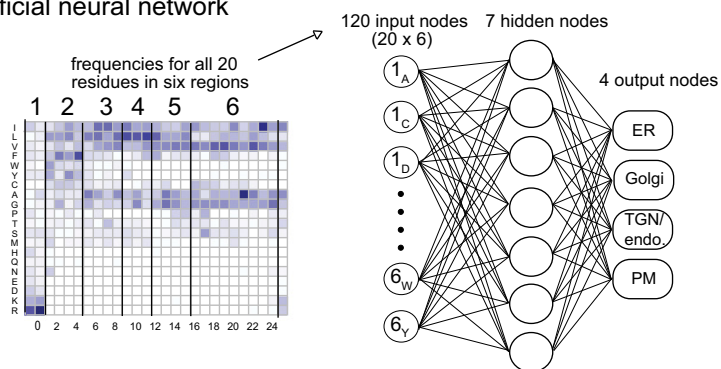 ficial neural network
frequencies for all 20
residues in six regions
1 2 3 4 5 6
I
L
V
F
W
Y
C
A
G
P
T
S
M
H
Q
N
E
D
K
R
0 2 4 6 8 10 12 14 16 18 20 22 24
120 input nodes
(20 x 6)
7 hidden nodes
4 output nodes
1A
1C
1D
6W
6Y
ER
Golgi
TGN/
endo.
PM